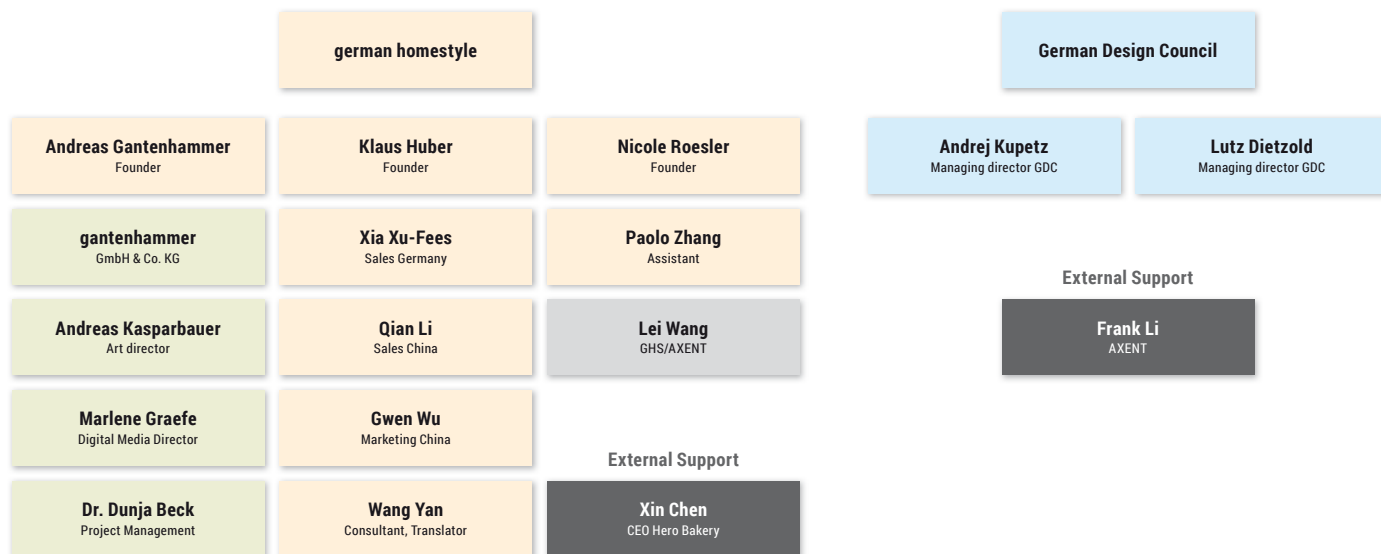 german homestyle
German Design Council
Andreas Gantenhammer
Founder
Klaus Huber
Founder
Nicole Roesler
Founder
Andrej Kupetz
Managing director GDC
Lutz Dietzold
Managing director GDC
gantenhammer
GmbH & Co. KG
Xia Xu-Fees
Sales Germany
Paolo Zhang
Assistant
External Support
Andreas Kasparbauer
Art director
Qian Li
Sales China
Lei Wang
GHS/AXENT
Frank Li
AXENT
Marlene Graefe
Digital Media Director
Gwen Wu
Marketing China
External Support
Dr. Dunja Beck
Project Management
Wang Yan
Consultant, Translator
Xin Chen
CEO Hero Bakery